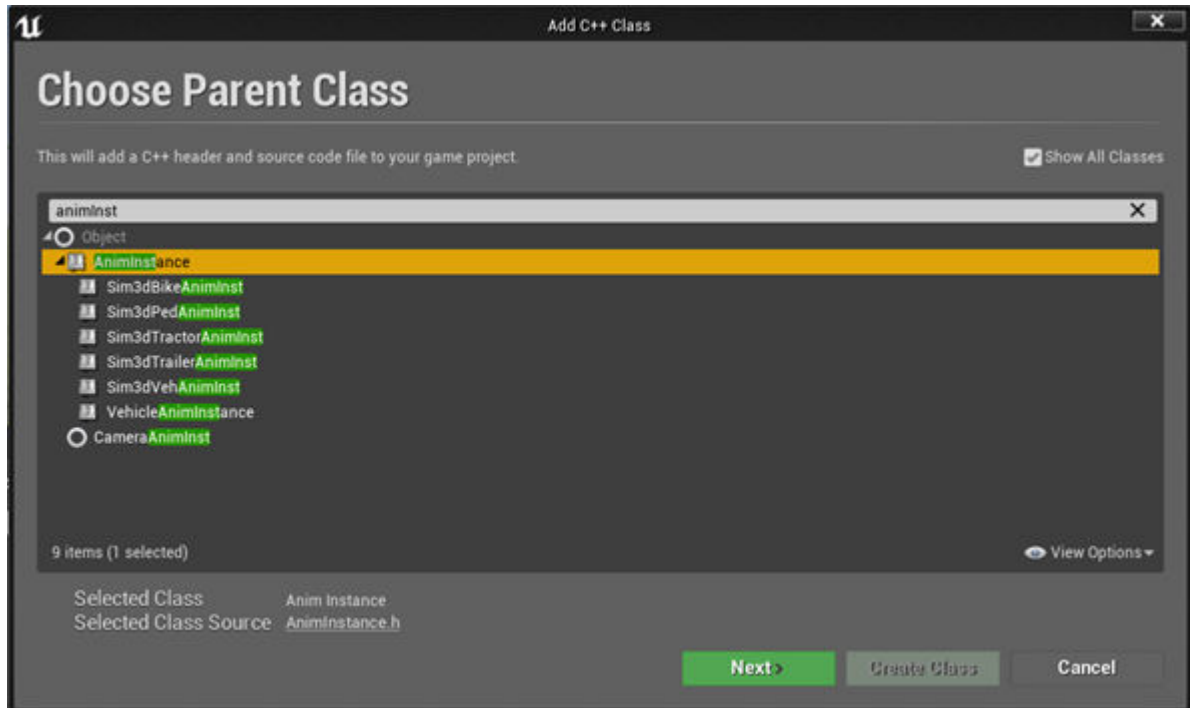 Add C++ Class
Choose Parent Class
This will add a C++ header and source code file to your game project.
Show All Classes
animInst
Object
AnimInstance
Sim3dBikeAnimInst
Sim3dPedAnimInst
Sim3dTractorAnimInst
Sim3dTrailerAnimInst
Sim3dVehAnimInst
VehicleAnimInstance
CameraAnimInst
9 items (1 selected)
View Options
Selected Class Anim Instance
Selected Class Source AnimInstance.h
Next> Create Class Cancel